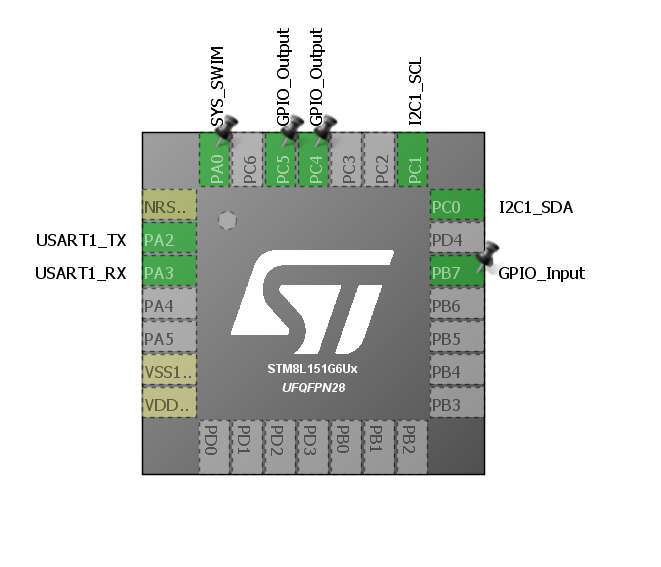 SYS_SWIM
GPIO_Output
GPIO_Output
I2C1_SCL
PA0
PC6
PC5
PC4
PC3
PC2
PC1
NRS..
PC0
I2C1_SDA
USART1_TX
PA2
PD4
USART1_RX
PA3
PB7
GPIO_Input
PA4
PB6
PA5
PB5
VSS1..
PB4
VDD..
PB3
ST
STM8L151G6Ux
UFQFPN28
PD0
PD1
PD2
PD3
PB0
PB1
PB2